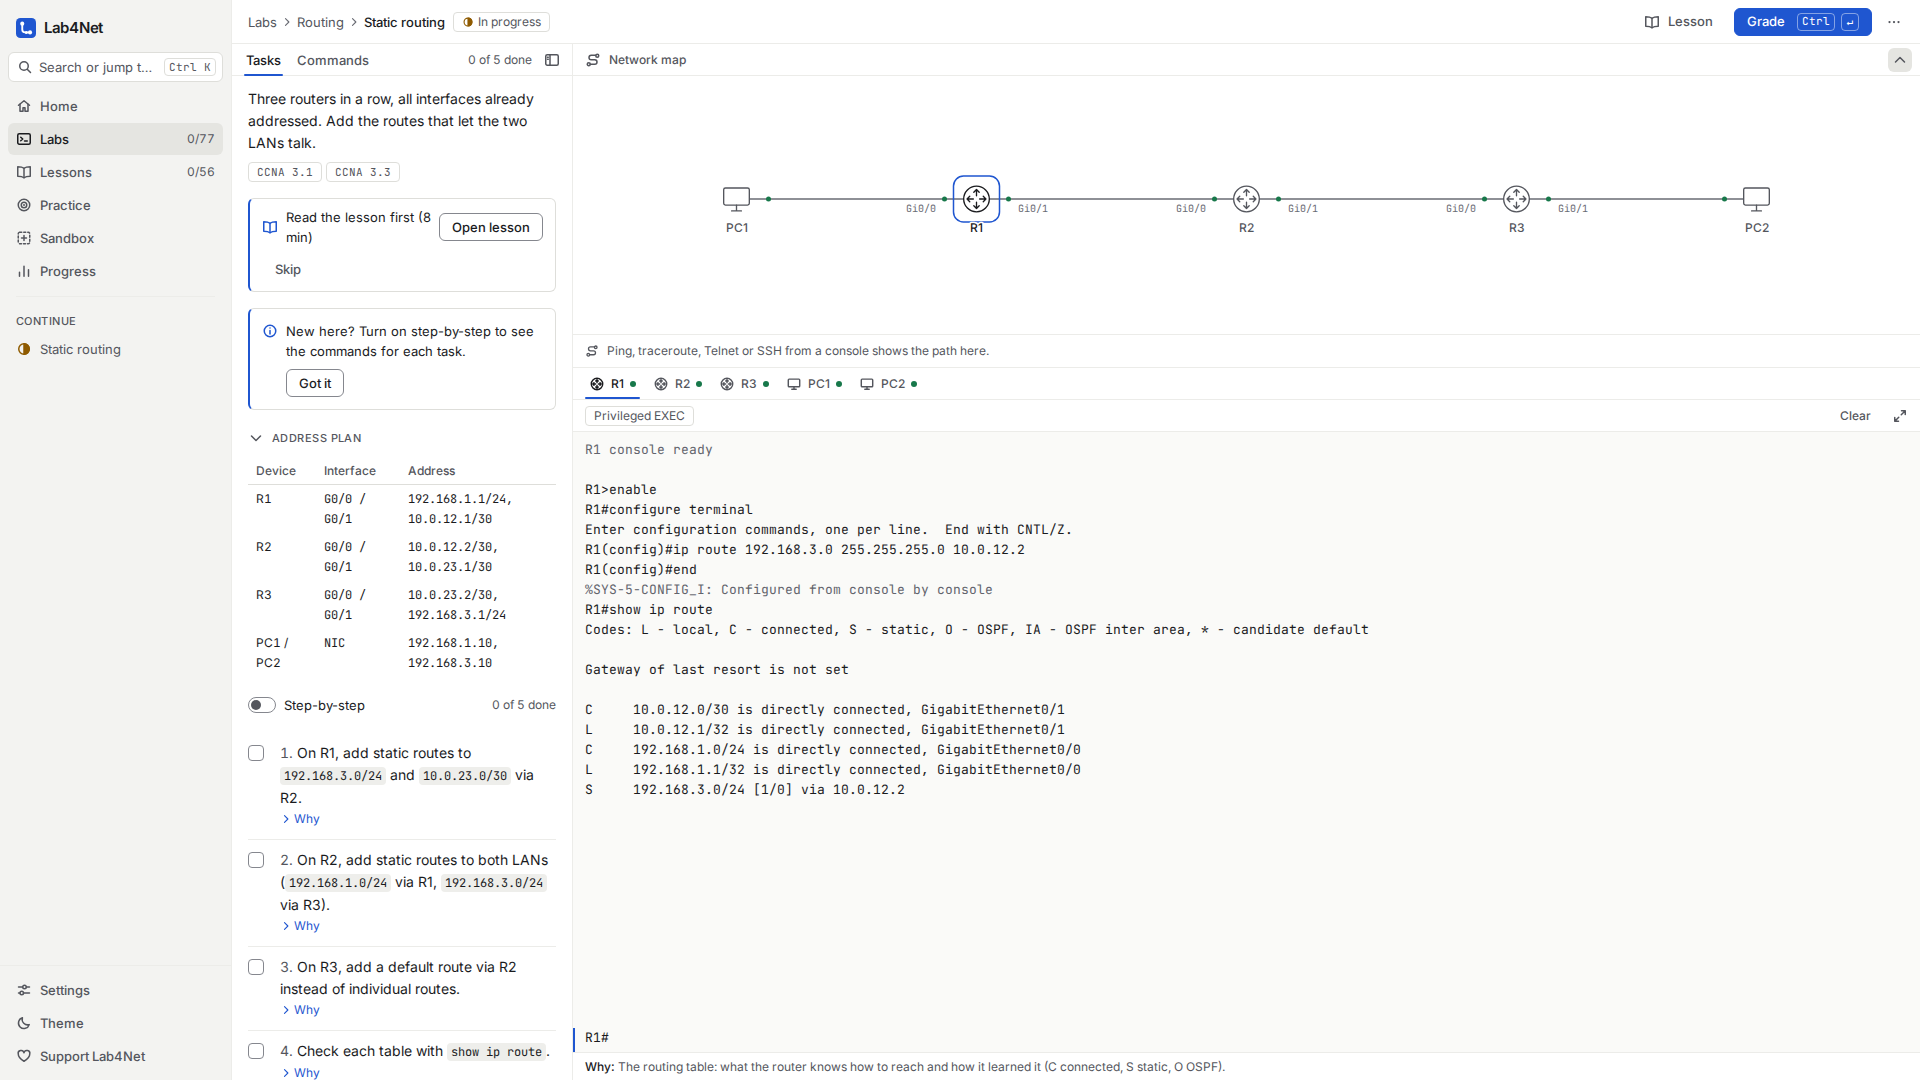 Lab4Net
Search or jump t... Ctrl K
Home
Labs 0/77
Lessons 0/56
Practice
Sandbox
Progress
CONTINUE
Static routing
Settings
Theme
Support Lab4Net
Labs > Routing > Static routing In progress
Lesson Grade Ctrl ↵ ...
Tasks Commands 0 of 5 done
Three routers in a row, all interfaces already
addressed. Add the routes that let the two
LANs talk.
CCNA 3.1 CCNA 3.3
Read the lesson first (8
min)
Open lesson
Skip
New here? Turn on step-by-step to see
the commands for each task.
Got it
ADDRESS PLAN
Device Interface Address
R1 G0/0 / 192.168.1.1/24,
G0/1 10.0.12.1/30
R2 G0/0 / 10.0.12.2/30,
G0/1 10.0.23.1/30
R3 G0/0 / 10.0.23.2/30,
G0/1 192.168.3.1/24
PC1 / NIC 192.168.1.10,
PC2 192.168.3.10
Step-by-step 0 of 5 done
1. On R1, add static routes to
192.168.3.0/24 and 10.0.23.0/30 via
R2.
> Why
2. On R2, add static routes to both LANs
(192.168.1.0/24 via R1, 192.168.3.0/24
via R3).
> Why
3. On R3, add a default route via R2
instead of individual routes.
> Why
4. Check each table with show ip route.
> Why
Network map
Gi0/0 Gi0/1 Gi0/0 Gi0/1 Gi0/0 Gi0/1
PC1 R1 R2 R3 PC2
Ping, traceroute, Telnet or SSH from a console shows the path here.
R1 R2 R3 PC1 PC2
Privileged EXEC Clear
R1 console ready
R1>enable
R1#configure terminal
Enter configuration commands, one per line.  End with CNTL/Z.
R1(config)#ip route 192.168.3.0 255.255.255.0 10.0.12.2
R1(config)#end
%SYS-5-CONFIG_I: Configured from console by console
R1#show ip route
Codes: L - local, C - connected, S - static, O - OSPF, IA - OSPF inter area, * - candidate default
Gateway of last resort is not set
C     10.0.12.0/30 is directly connected, GigabitEthernet0/1
L     10.0.12.1/32 is directly connected, GigabitEthernet0/1
C     192.168.1.0/24 is directly connected, GigabitEthernet0/0
L     192.168.1.1/32 is directly connected, GigabitEthernet0/0
S     192.168.3.0/24 [1/0] via 10.0.12.2
R1#
Why: The routing table: what the router knows how to reach and how it learned it (C connected, S static, O OSPF).